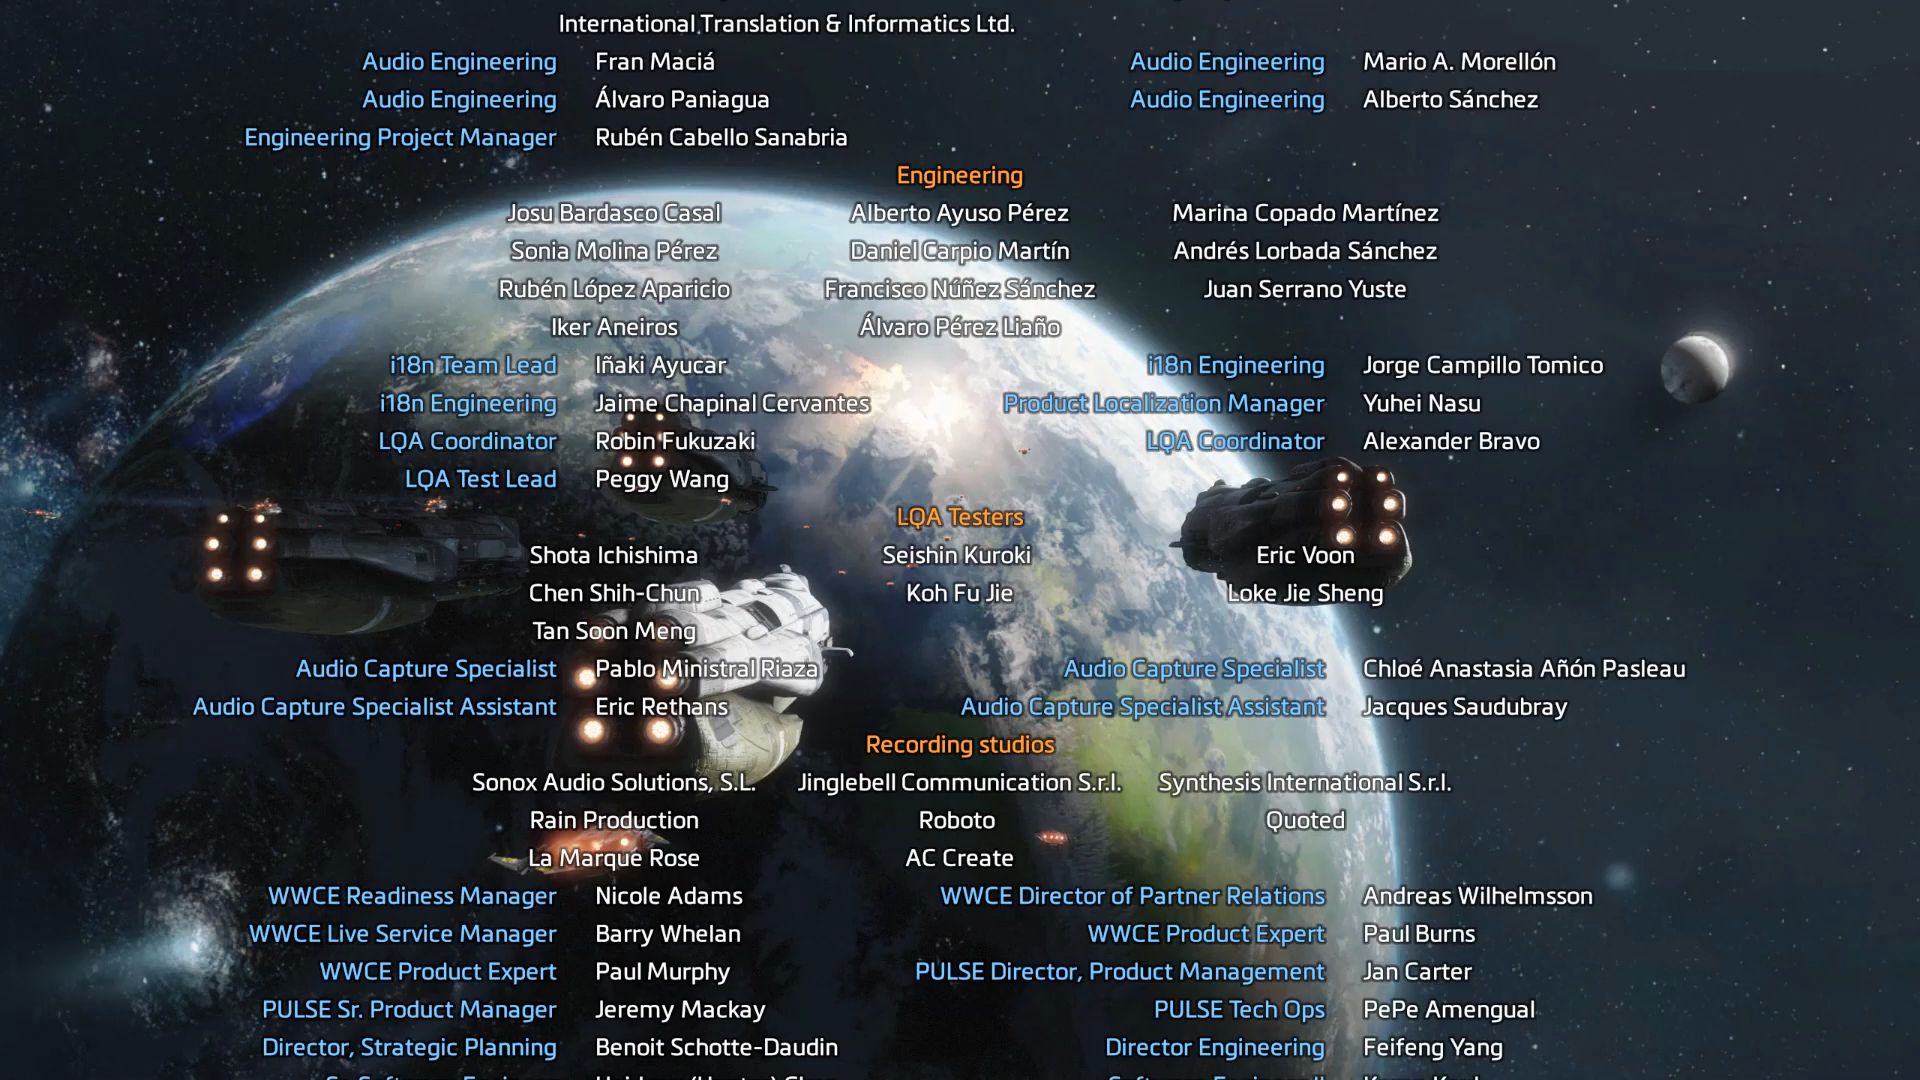 International Translation & Informatics Ltd.
Audio Engineering Fran Maciá Audio Engineering Mario A. Morellón
Audio Engineering Álvaro Paniagua Audio Engineering Alberto Sánchez
Engineering Project Manager Rubén Cabello Sanabria
Engineering
Josu Bardasco Casal Alberto Ayuso Pérez Marina Copado Martínez
Sonia Molina Pérez Daniel Carpio Martín Andrés Lorbada Sánchez
Rubén López Aparicio Francisco Núñez Sánchez Juan Serrano Yuste
Iker Aneiros Álvaro Pérez Liaño
i18n Team Lead Iñaki Ayucar i18n Engineering Jorge Campillo Tomico
i18n Engineering Jaime Chapinal Cervantes Product Localization Manager Yuhei Nasu
LQA Coordinator Robin Fukuzaki LQA Coordinator Alexander Bravo
LQA Test Lead Peggy Wang
LQA Testers
Shota Ichishima Seishin Kuroki Eric Voon
Chen Shih-Chun Koh Fu Jie Loke Jie Sheng
Tan Soon Meng
Audio Capture Specialist Pablo Ministral Riaza Audio Capture Specialist Chloé Anastasia Añón Pasleau
Audio Capture Specialist Assistant Eric Rethans Audio Capture Specialist Assistant Jacques Saudubray
Recording studios
Sonox Audio Solutions, S.L. Jinglebell Communication S.r.l. Synthesis International S.r.l.
Rain Production Roboto Quoted
La Marque Rose AC Create
WWCE Readiness Manager Nicole Adams WWCE Director of Partner Relations Andreas Wilhelmsson
WWCE Live Service Manager Barry Whelan WWCE Product Expert Paul Burns
WWCE Product Expert Paul Murphy PULSE Director, Product Management Jan Carter
PULSE Sr. Product Manager Jeremy Mackay PULSE Tech Ops PePe Amengual
Director, Strategic Planning Benoit Schotte-Daudin Director Engineering Feifeng Yang